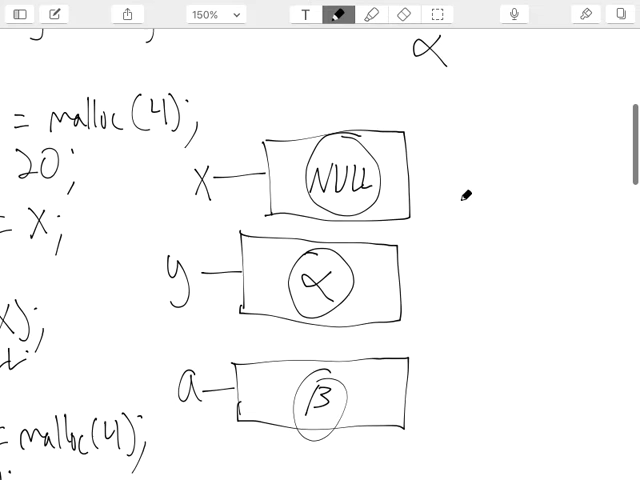 150%
T
α
= malloc(4);
20;
= x;
x);
= malloc(4);
x
NULL
y
α
a
β